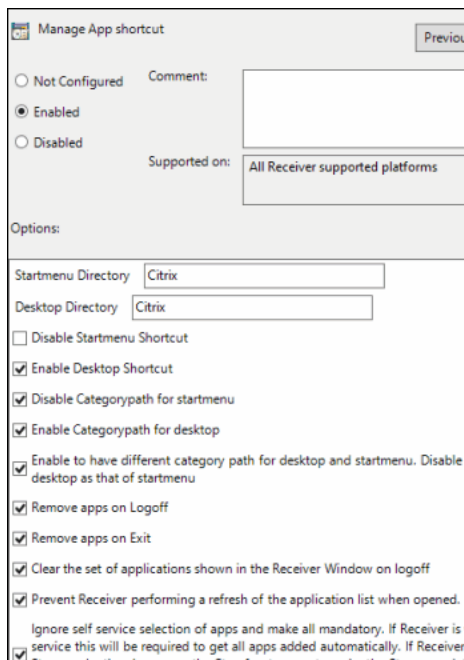 Manage App shortcut
Previou
Not Configured
Comment:
Enabled
Disabled
Supported on:
All Receiver supported platforms
Options:
Startmenu Directory
Citrix
Desktop Directory
Citrix
Disable Startmenu Shortcut
Enable Desktop Shortcut
Disable Categorypath for startmenu
Enable Categorypath for desktop
Enable to have different category path for desktop and startmenu. Disable
desktop as that of startmenu
Remove apps on Logoff
Remove apps on Exit
Clear the set of applications shown in the Receiver Window on logoff
Prevent Receiver performing a refresh of the application list when opened.
Ignore self service selection of apps and make all mandatory. If Receiver is
service this will be required to get all apps added automatically. If Receiver